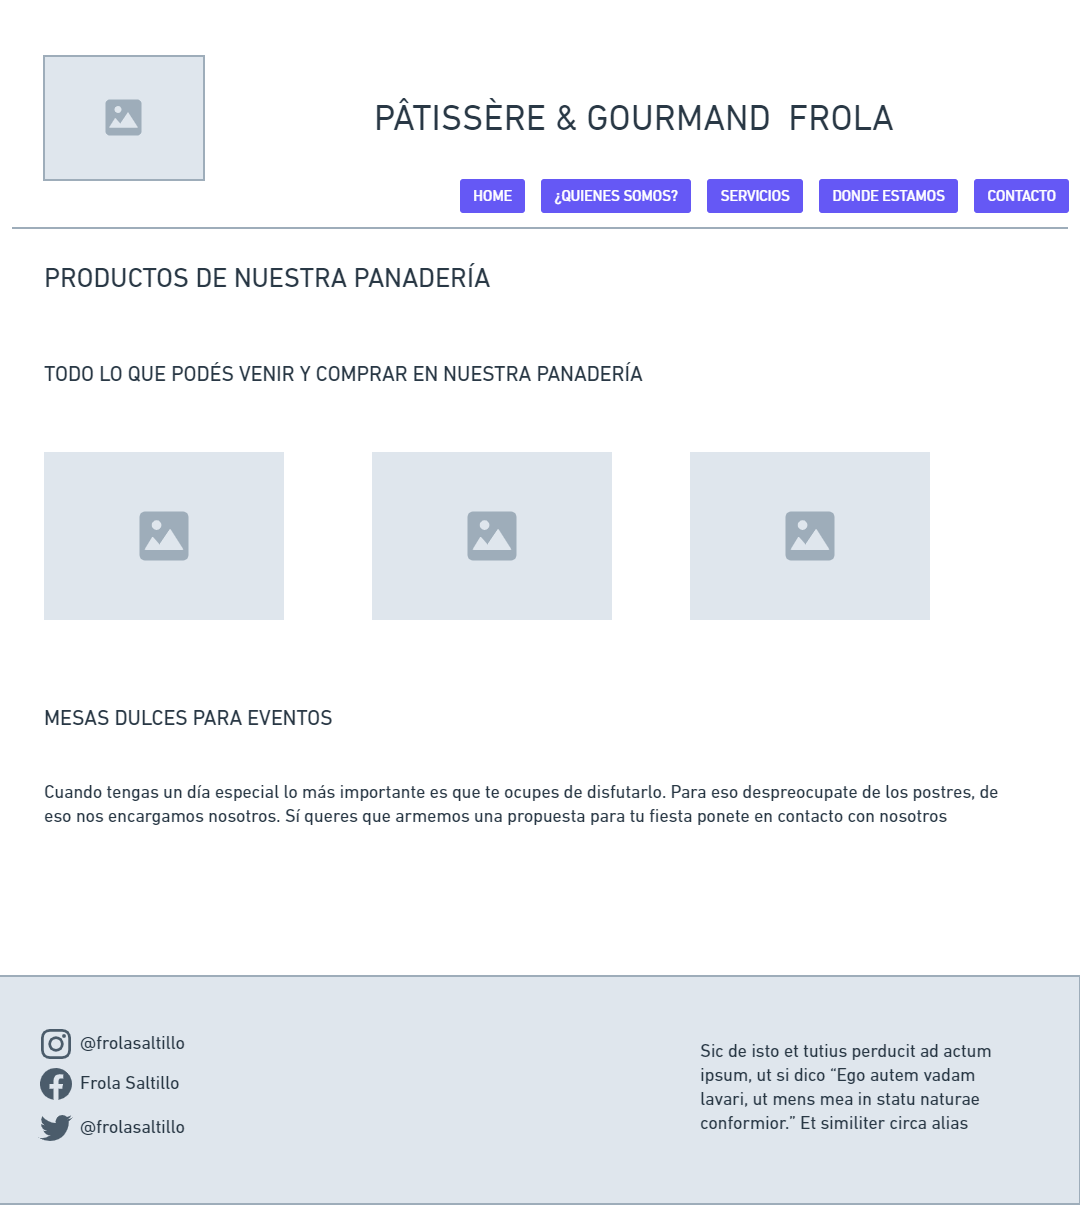 PÂTISSÈRE & GOURMAND FROLA
HOME ¿QUIENES SOMOS? SERVICIOS DONDE ESTAMOS CONTACTO
PRODUCTOS DE NUESTRA PANADERÍA
TODO LO QUE PODÉS VENIR Y COMPRAR EN NUESTRA PANADERÍA
MESAS DULCES PARA EVENTOS
Cuando tengas un día especial lo más importante es que te ocupes de disfutarlo. Para eso despreocupate de los postres, de
eso nos encargamos nosotros. Sí queres que armemos una propuesta para tu fiesta ponete en contacto con nosotros
@frolasaltillo
Frola Saltillo
@frolasaltillo
Sic de isto et tutius perducit ad actum
ipsum, ut si dico “Ego autem vadam
lavari, ut mens mea in statu naturae
conformior.” Et similiter circa alias